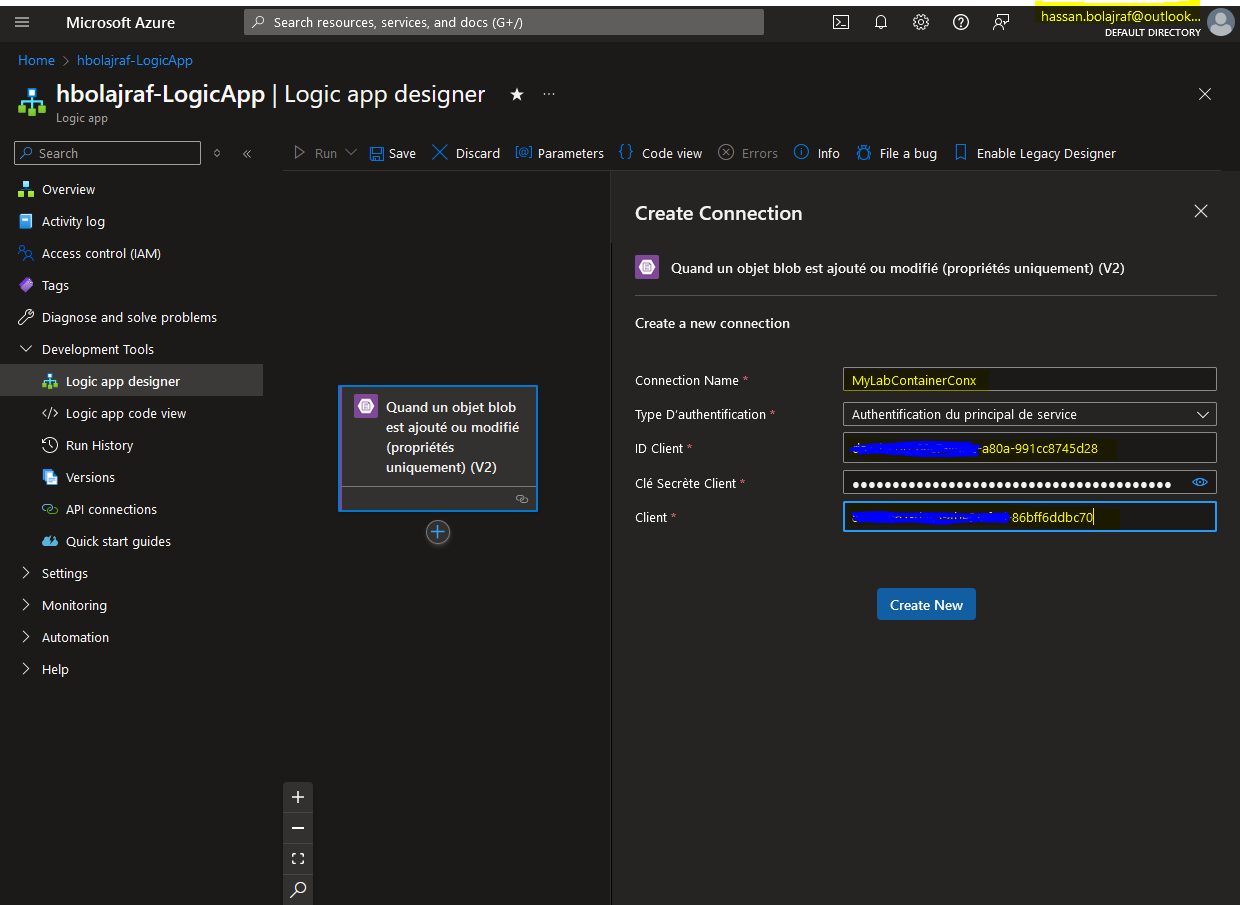 Microsoft Azure
Search resources, services, and docs (G+/)
hassan.bolajraf@outlook...
DEFAULT DIRECTORY
Home > hbolajraf-LogicApp
hbolajraf-LogicApp | Logic app designer
Logic app
Search
Run
Save
Discard
Parameters
Code view
Errors
Info
File a bug
Enable Legacy Designer
Overview
Activity log
Access control (IAM)
Tags
Diagnose and solve problems
Development Tools
Logic app designer
Logic app code view
Run History
Versions
API connections
Quick start guides
Settings
Monitoring
Automation
Help
Quand un objet blob
est ajouté ou modifié
(propriétés
uniquement) (V2)
Create Connection
Quand un objet blob est ajouté ou modifié (propriétés uniquement) (V2)
Create a new connection
Connection Name *
MyLabContainerConx
Type D'authentification *
Authentification du principal de service
ID Client *
-a80a-991cc8745d28
Clé Secrète Client *
Client *
-86bff6ddbc70
Create New